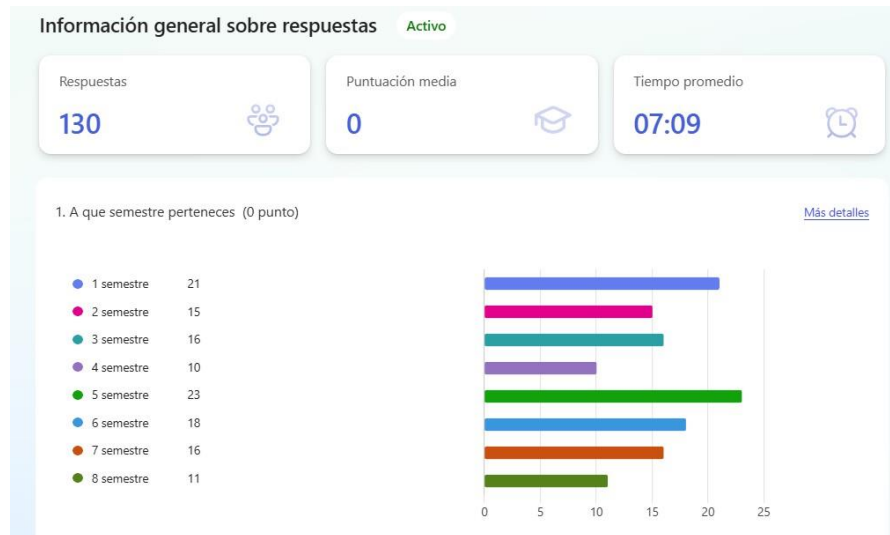 Información general sobre respuestas Activo
Respuestas
130
Puntuación media
0
Tiempo promedio
07:09
1. A que semestre perteneces (0 punto)
Más detalles
1 semestre 21
2 semestre 15
3 semestre 16
4 semestre 10
5 semestre 23
6 semestre 18
7 semestre 16
8 semestre 11
0 5 10 15 20 25